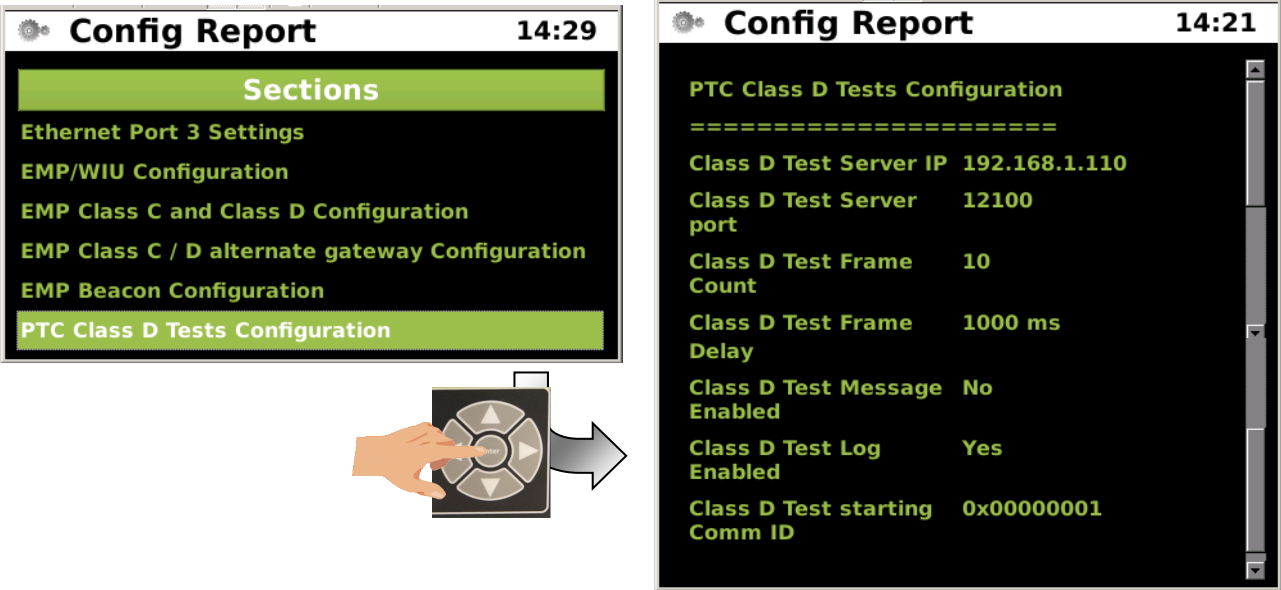 Config Report 14:29
Sections
Ethernet Port 3 Settings
EMP/WIU Configuration
EMP Class C and Class D Configuration
EMP Class C / D alternate gateway Configuration
EMP Beacon Configuration
PTC Class D Tests Configuration
Config Report 14:21
PTC Class D Tests Configuration
======================
Class D Test Server IP 192.168.1.110
Class D Test Server 12100
port
Class D Test Frame 10
Count
Class D Test Frame 1000 ms
Delay
Class D Test Message No
Enabled
Class D Test Log Yes
Enabled
Class D Test starting 0x00000001
Comm ID